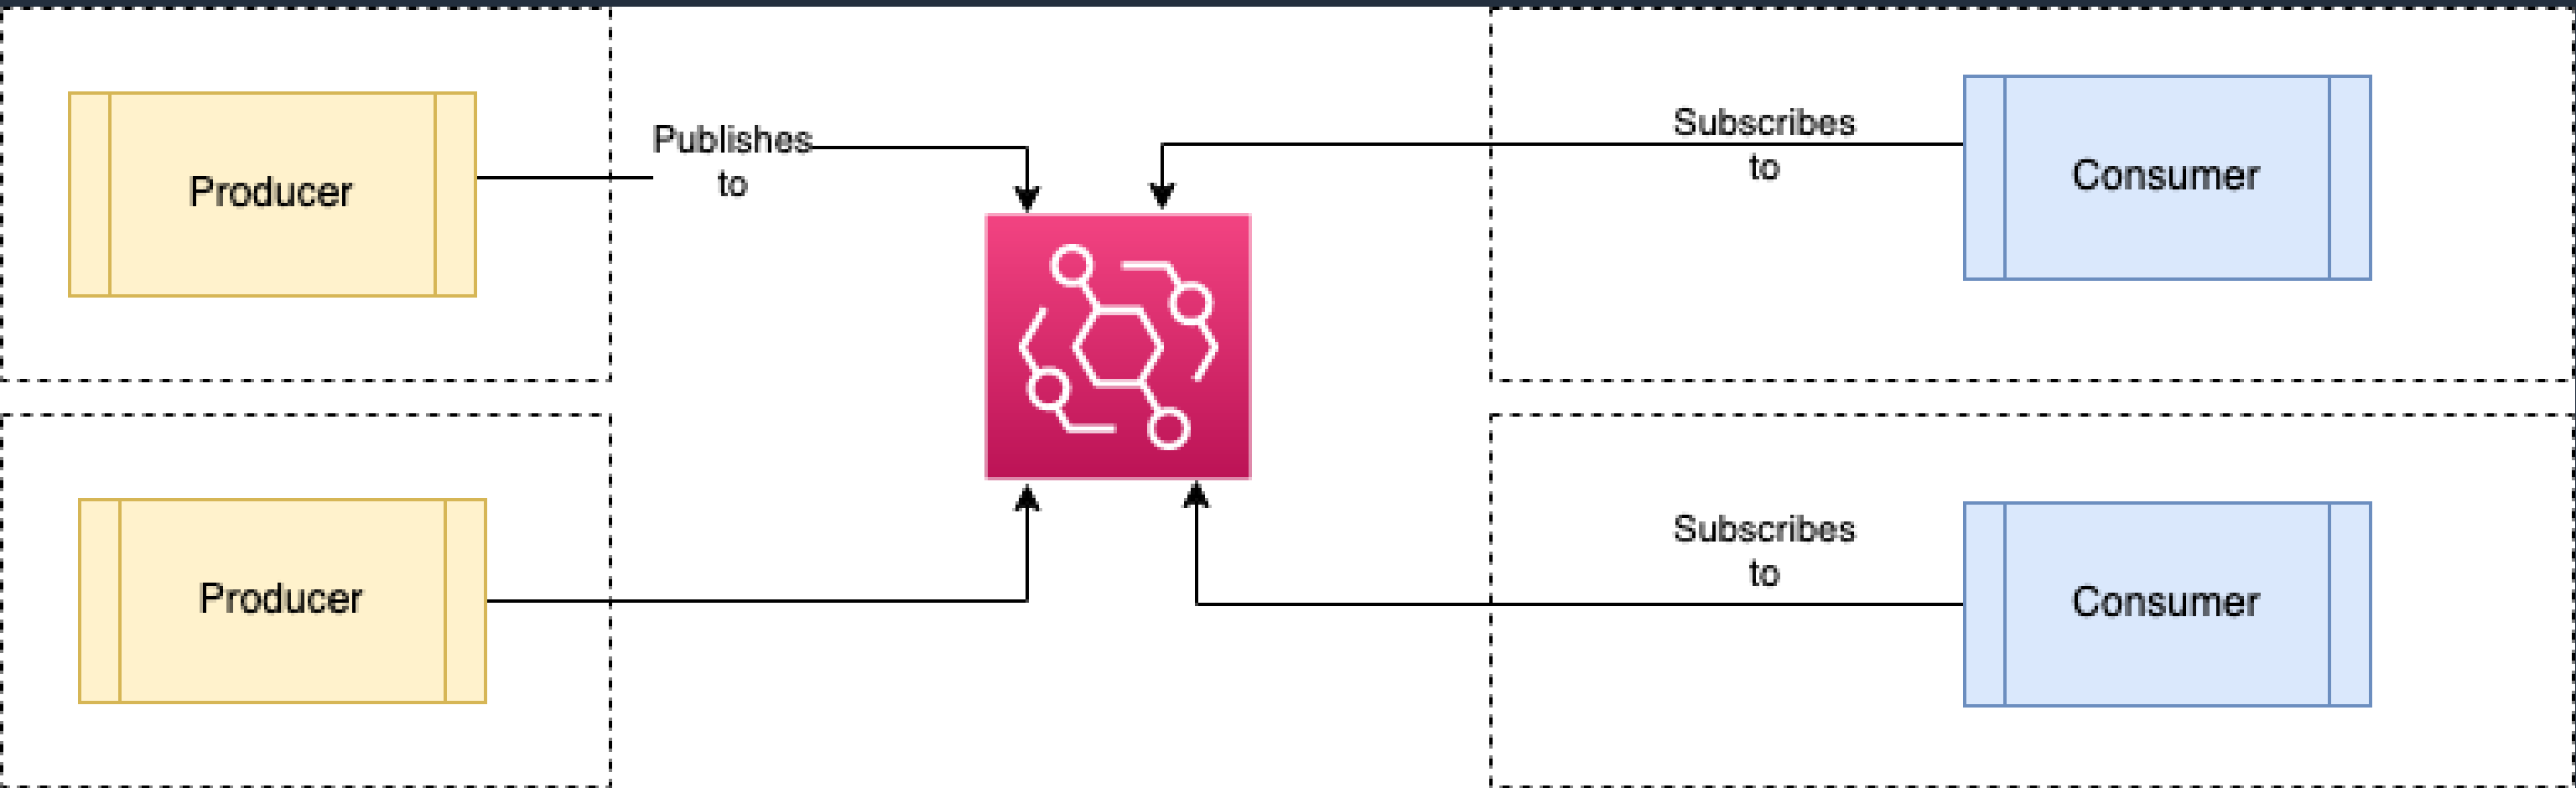 Producer
Publishes
to
Subscribes
to
Consumer
Producer
Subscribes
to
Consumer